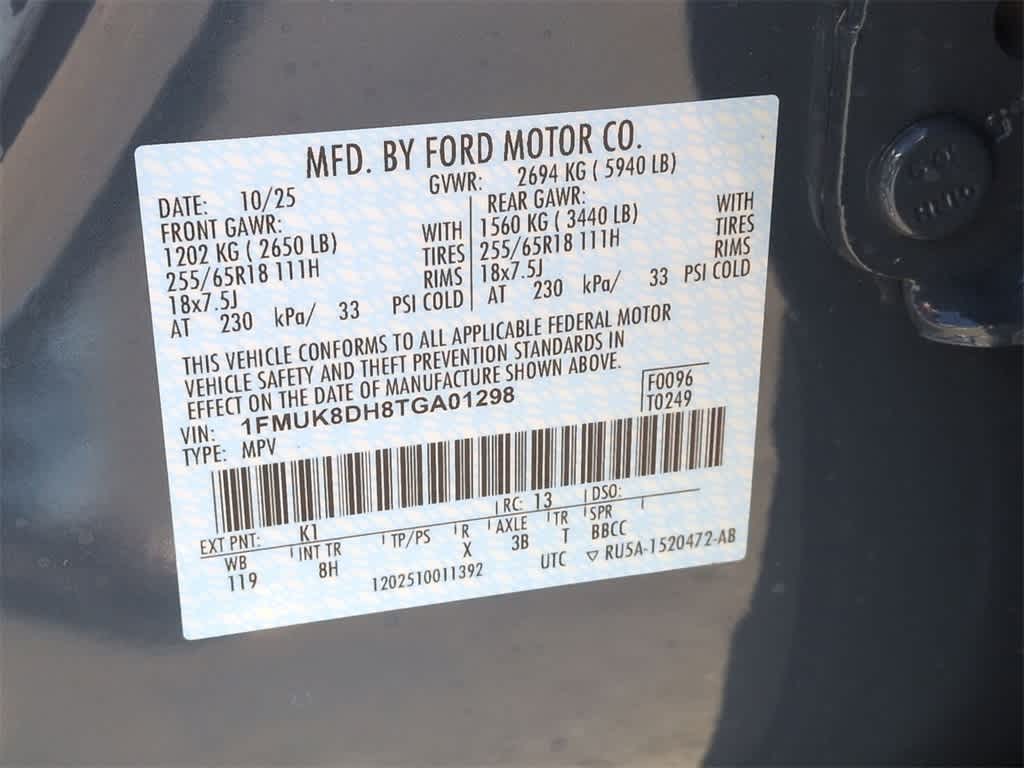 MFD. BY FORD MOTOR CO.
DATE: 10/25 GVWR: 2694 KG ( 5940 LB)
FRONT GAWR: REAR GAWR:
1202 KG ( 2650 LB) WITH 1560 KG ( 3440 LB) WITH
255/65R18 111H TIRES 255/65R18 111H TIRES
18x7.5J RIMS 18x7.5J RIMS
AT 230 kPa/ 33 PSI COLD AT 230 kPa/ 33 PSI COLD
THIS VEHICLE CONFORMS TO ALL APPLICABLE FEDERAL MOTOR
VEHICLE SAFETY AND THEFT PREVENTION STANDARDS IN
EFFECT ON THE DATE OF MANUFACTURE SHOWN ABOVE.
VIN: 1FMUK8DH8TGA01298 F0096
TYPE: MPV T0249
EXT PNT: K1 RC: 13 DSO:
WB INT TR TP/PS R AXLE TR SPR
119 8H X 3B T BBCC
1202510011392 UTC ▽ RU5A-1520472-AB